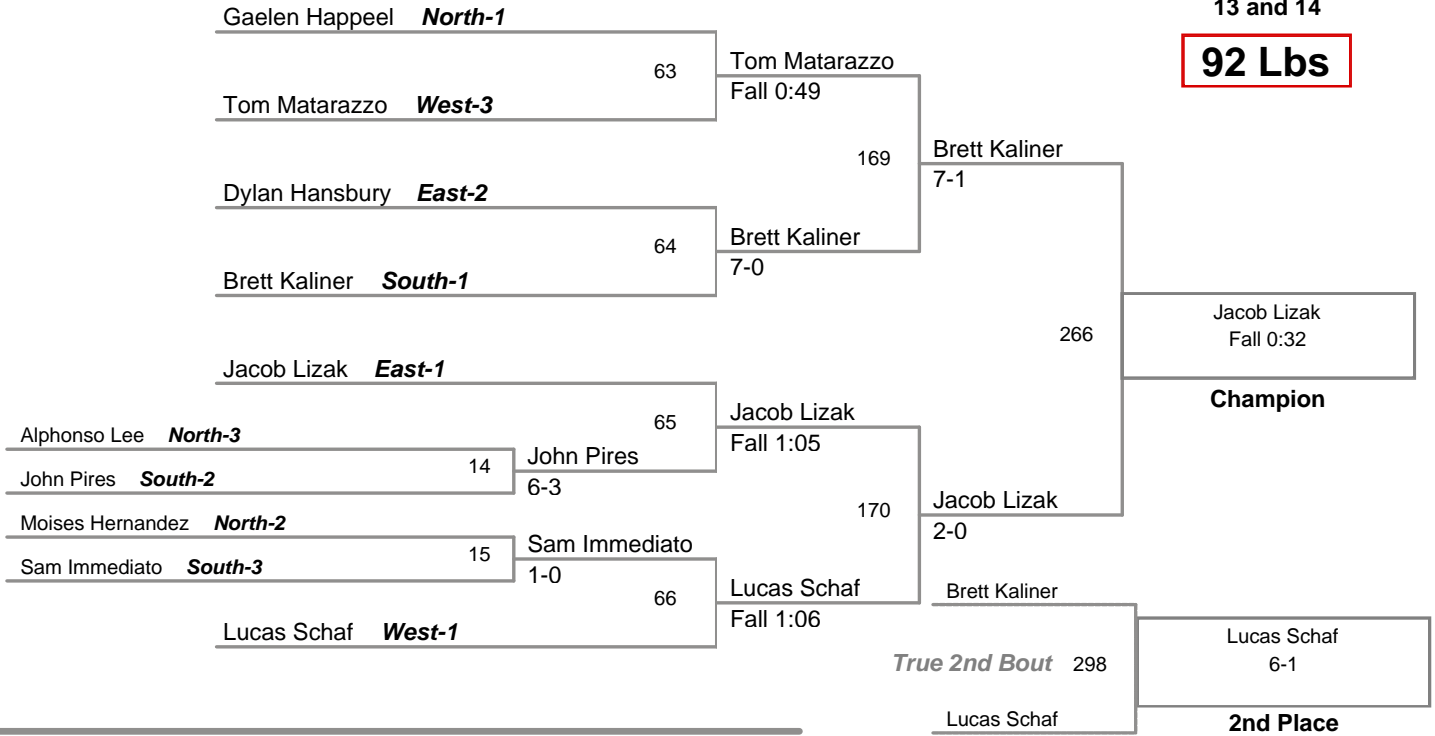 13 and 14
92 Lbs
Gaelen Happeel North-1
63
Tom Matarazzo West-3
Tom Matarazzo
Fall 0:49
Dylan Hansbury East-2
64
Brett Kaliner South-1
Brett Kaliner
7-0
169
Brett Kaliner
7-1
Jacob Lizak East-1
Alphonso Lee North-3
14
John Pires South-2
John Pires
6-3
65
Jacob Lizak
Fall 1:05
Moises Hernandez North-2
15
Sam Immediato South-3
Sam Immediato
1-0
66
Lucas Schaf West-1
Lucas Schaf
Fall 1:06
170
Jacob Lizak
2-0
266
Jacob Lizak
Fall 0:32
Champion
Brett Kaliner
True 2nd Bout 298
Lucas Schaf
Lucas Schaf
6-1
2nd Place